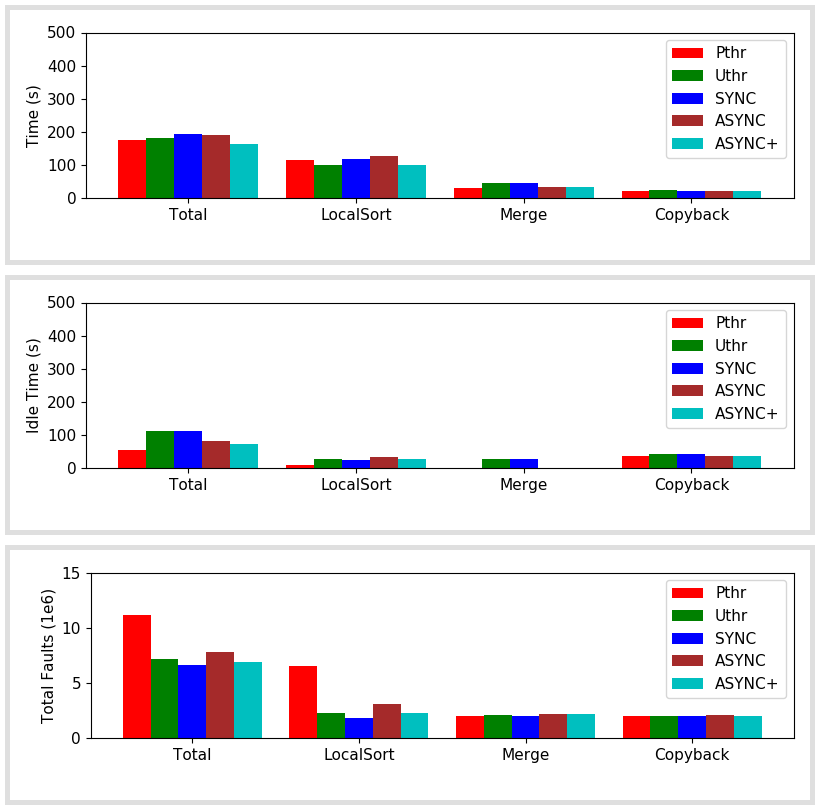 500
400
300
200
100
0
Time (s)
Total
LocalSort
Merge
Copyback
Pthr
Uthr
SYNC
ASYNC
ASYNC+
500
400
300
200
100
0
Idle Time (s)
Total
LocalSort
Merge
Copyback
Pthr
Uthr
SYNC
ASYNC
ASYNC+
15
10
5
0
Total Faults (1e6)
Total
LocalSort
Merge
Copyback
Pthr
Uthr
SYNC
ASYNC
ASYNC+